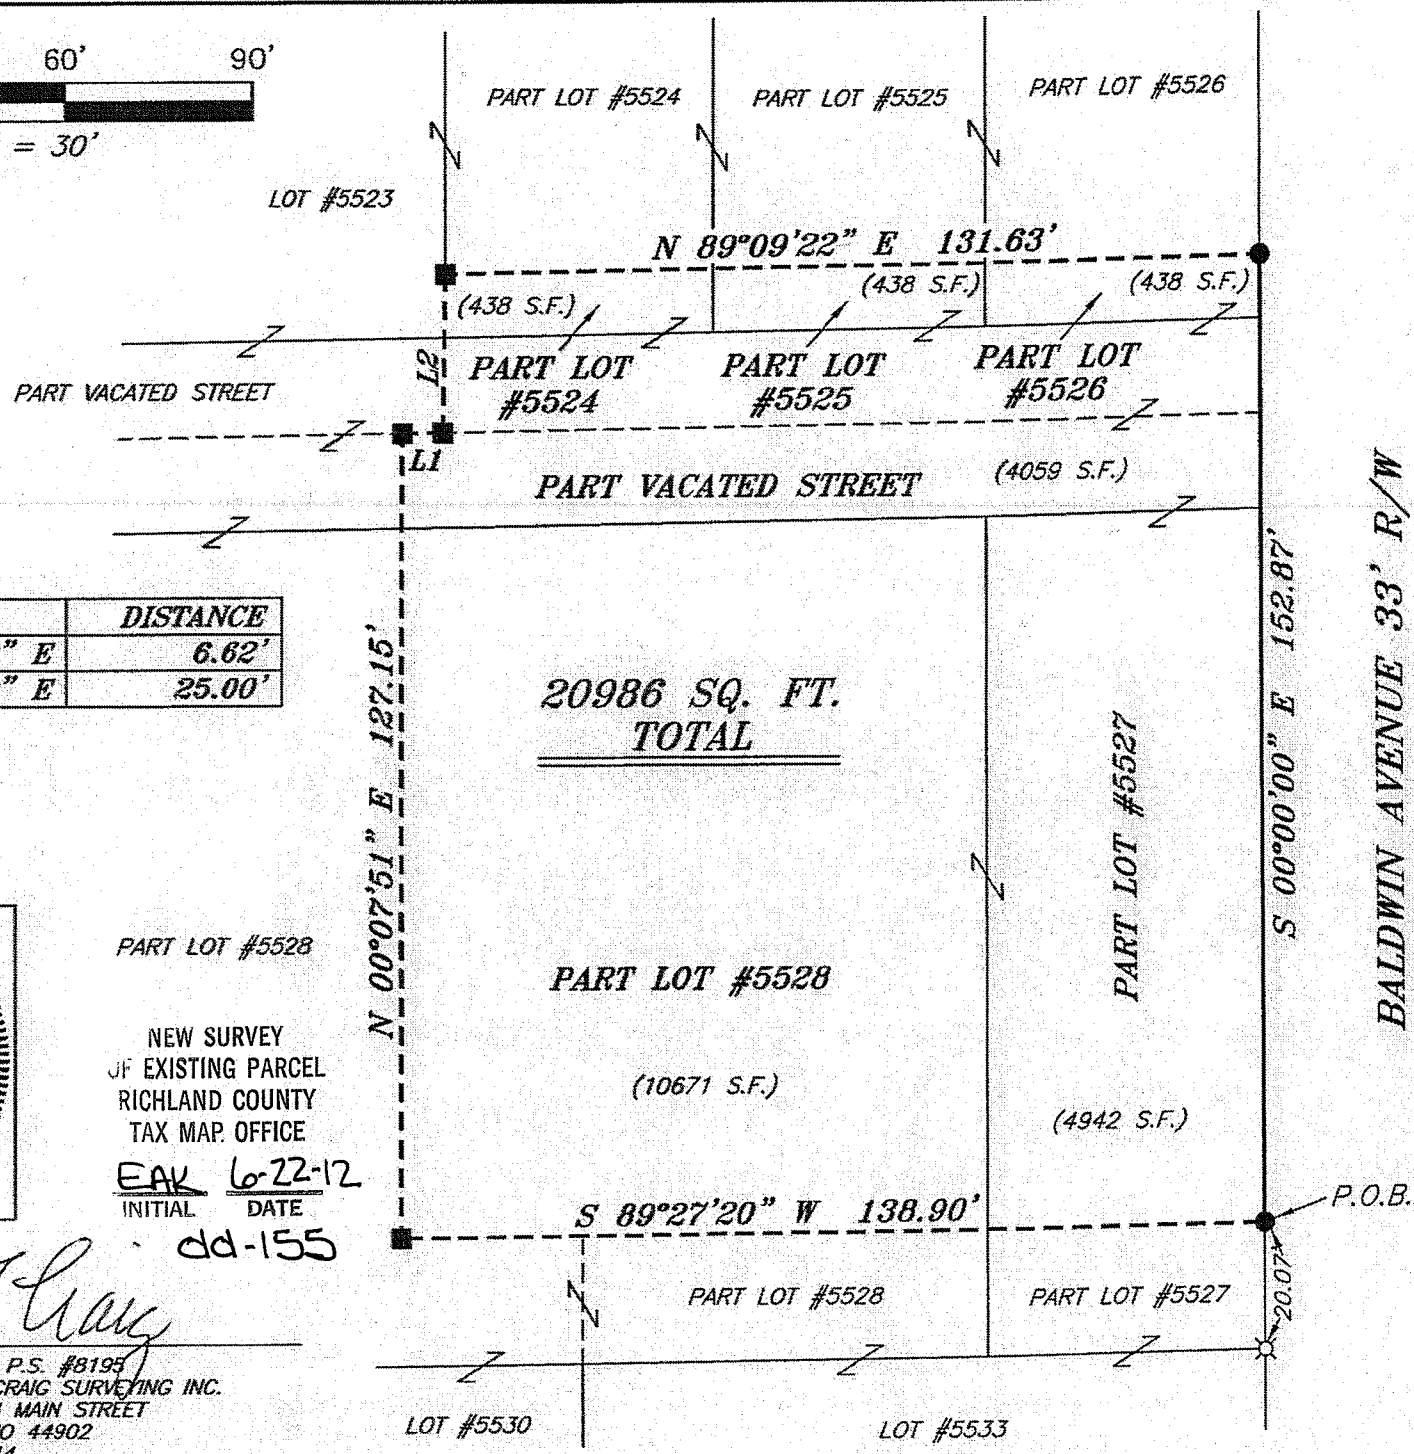 60' 90'
= 30'
PART LOT #5524
PART LOT #5525
PART LOT #5526
LOT #5523
N 89°09'22" E 131.63'
(438 S.F.)
(438 S.F.)
(438 S.F.)
L2
PART LOT
#5524
PART LOT
#5525
PART LOT
#5526
PART VACATED STREET
L1
PART VACATED STREET
(4059 S.F.)
DISTANCE
" E 6.62'
" E 25.00'
N 00°07'51" E 127.15'
20986 SQ. FT.
TOTAL
PART LOT #5527
S 00°00'00" E 152.87'
BALDWIN AVENUE 33' R/W
PART LOT #5528
PART LOT #5528
NEW SURVEY
OF EXISTING PARCEL
RICHLAND COUNTY
TAX MAP OFFICE
EAK 6-22-12
INITIAL DATE
dd-155
(10671 S.F.)
(4942 S.F.)
S 89°27'20" W 138.90'
P.O.B.
20.07'
PART LOT #5528
PART LOT #5527
Craig
P.S. #8195
CRAIG SURVEYING INC.
MAIN STREET
44902
LOT #5530
LOT #5533